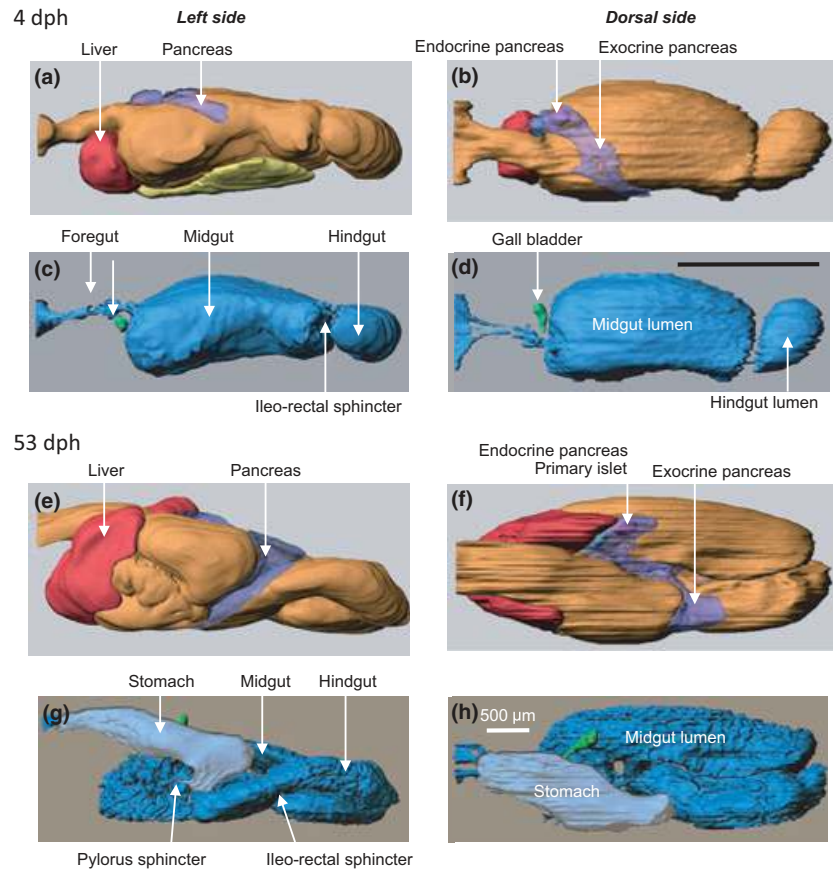 4 dph
Left side
Dorsal side
Liver
Pancreas
Endocrine pancreas
Exocrine pancreas
(a)
(b)
Foregut
Midgut
Hindgut
Gall bladder
(c)
(d)
Midgut lumen
Ileo-rectal sphincter
Hindgut lumen
53 dph
Liver
Pancreas
Endocrine pancreas
Primary islet
Exocrine pancreas
(e)
(f)
Stomach
Midgut
Hindgut
(g)
(h)
500 µm
Midgut lumen
Stomach
Pylorus sphincter
Ileo-rectal sphincter